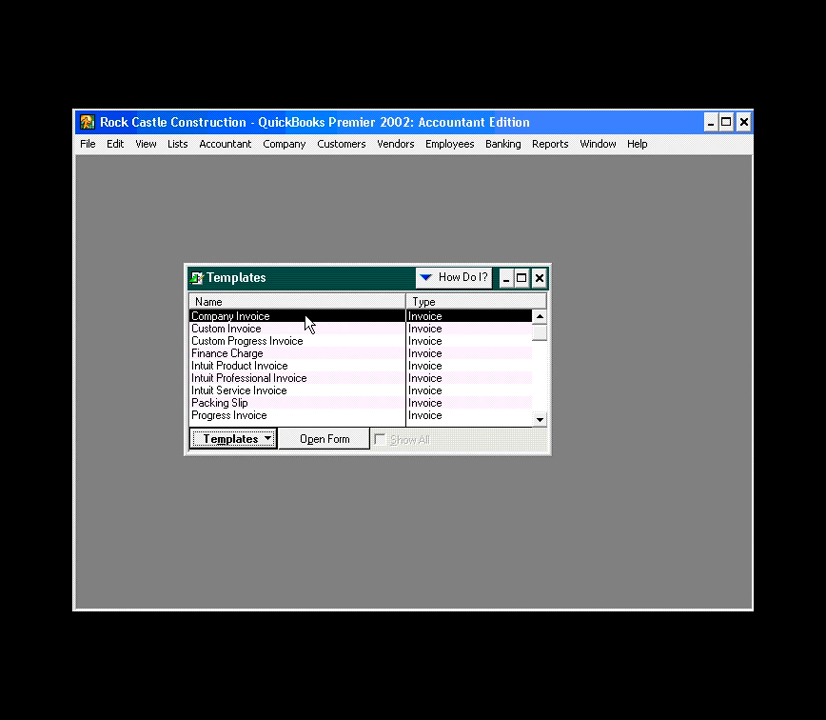 Rock Castle Construction - QuickBooks Premier 2002: Accountant Edition
File Edit View Lists Accountant Company Customers Vendors Employees Banking Reports Window Help
Templates How Do I?
Name Type
Company Invoice Invoice
Custom Invoice Invoice
Custom Progress Invoice Invoice
Finance Charge Invoice
Intuit Product Invoice Invoice
Intuit Professional Invoice Invoice
Intuit Service Invoice Invoice
Packing Slip Invoice
Progress Invoice Invoice
Templates Open Form Show All